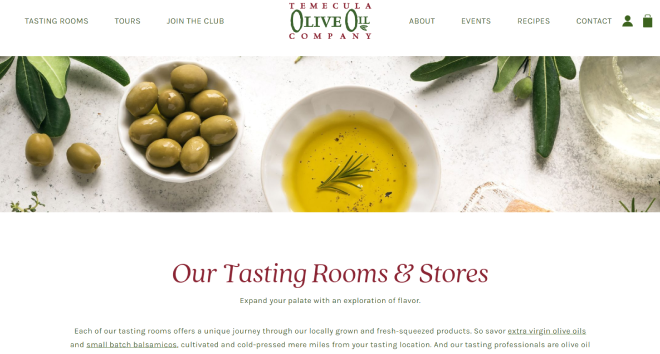 TASTING ROOMS TOURS JOIN THE CLUB TEMECULA OLIVE OIL COMPANY ABOUT EVENTS RECIPES CONTACT
Our Tasting Rooms & Stores
Expand your palate with an exploration of flavor.
Each of our tasting rooms offers a unique journey through our locally grown and fresh-squeezed products. So savor extra virgin olive oils
and small batch balsamicos, cultivated and cold-pressed mere miles from your tasting location. And our tasting professionals are olive oil